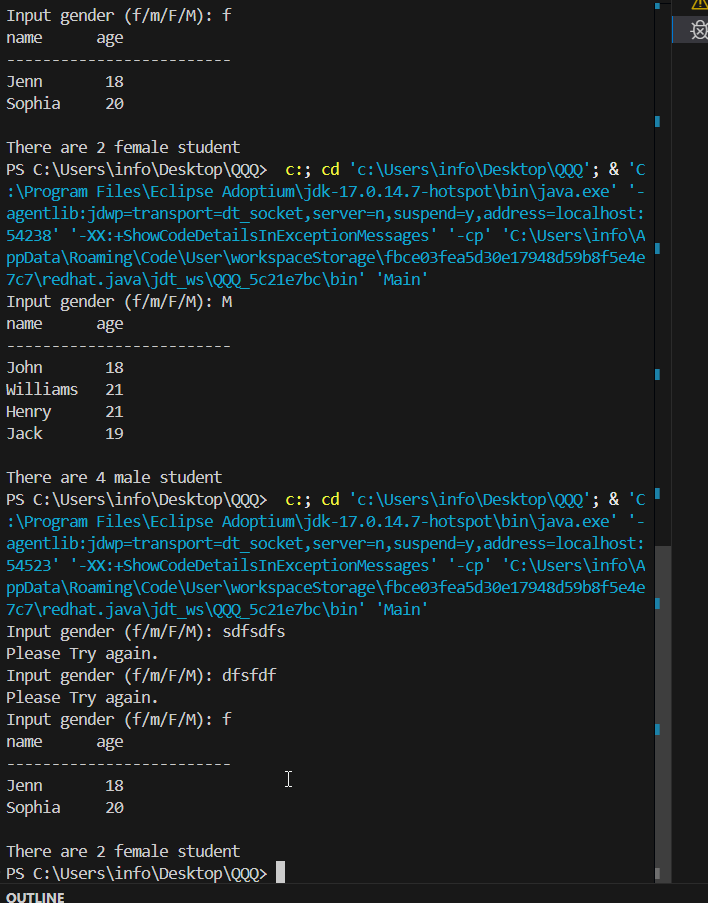 Input gender (f/m/F/M): f
name      age
-------------------------
Jenn       18
Sophia     20
There are 2 female student
PS C:\Users\info\Desktop\QQQ>  c:; cd 'c:\Users\info\Desktop\QQQ'; & 'C
:\Program Files\Eclipse Adoptium\jdk-17.0.14.7-hotspot\bin\java.exe' '-
agentlib:jdwp=transport=dt_socket,server=n,suspend=y,address=localhost:
54238' '-XX:+ShowCodeDetailsInExceptionMessages' '-cp' 'C:\Users\info\A
ppData\Roaming\Code\User\workspaceStorage\fbce03fea5d30e17948d59b8f5e4e
7c7\redhat.java\jdt_ws\QQQ_5c21e7bc\bin' 'Main'
Input gender (f/m/F/M): M
name      age
-------------------------
John       18
Williams   21
Henry      21
Jack       19
There are 4 male student
PS C:\Users\info\Desktop\QQQ>  c:; cd 'c:\Users\info\Desktop\QQQ'; & 'C
:\Program Files\Eclipse Adoptium\jdk-17.0.14.7-hotspot\bin\java.exe' '-
agentlib:jdwp=transport=dt_socket,server=n,suspend=y,address=localhost:
54523' '-XX:+ShowCodeDetailsInExceptionMessages' '-cp' 'C:\Users\info\A
ppData\Roaming\Code\User\workspaceStorage\fbce03fea5d30e17948d59b8f5e4e
7c7\redhat.java\jdt_ws\QQQ_5c21e7bc\bin' 'Main'
Input gender (f/m/F/M): sdfsdfs
Please Try again.
Input gender (f/m/F/M): dfsfdf
Please Try again.
Input gender (f/m/F/M): f
name      age
-------------------------
Jenn       18
Sophia     20
There are 2 female student
PS C:\Users\info\Desktop\QQQ>
OUTLINE